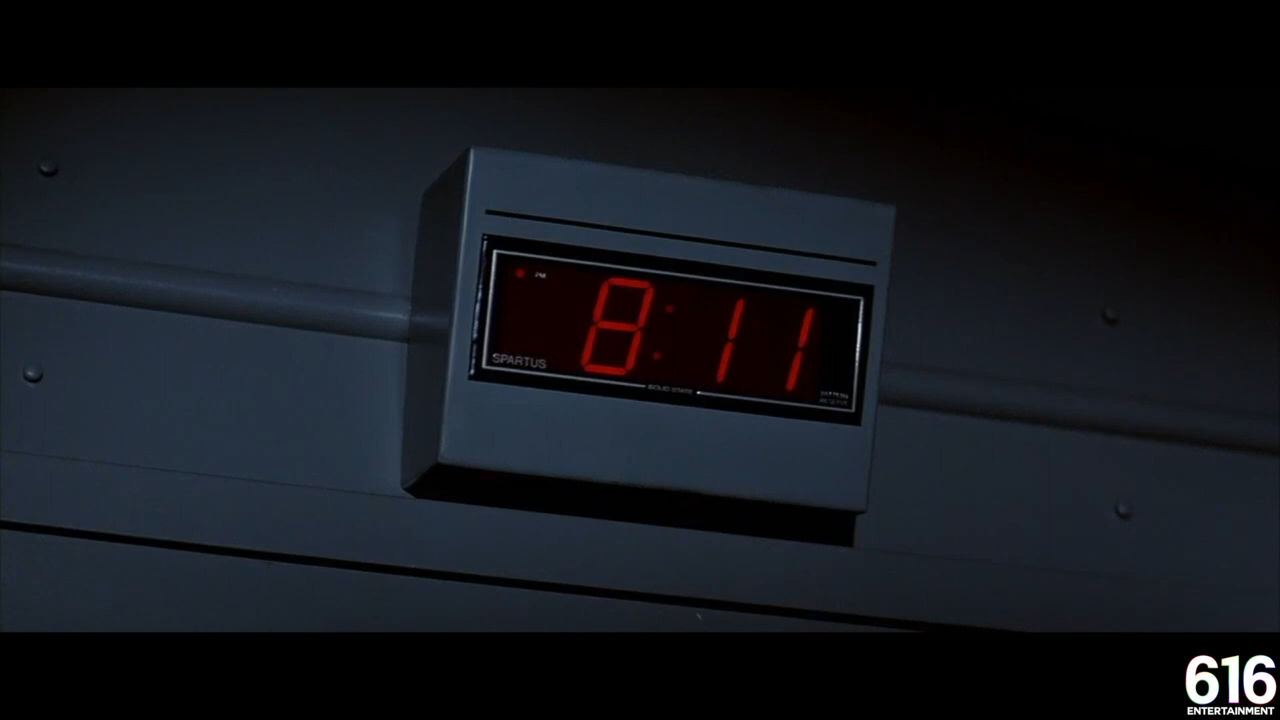 PM
8:11
SPARTUS
SOLID STATE
616
ENTERTAINMENT